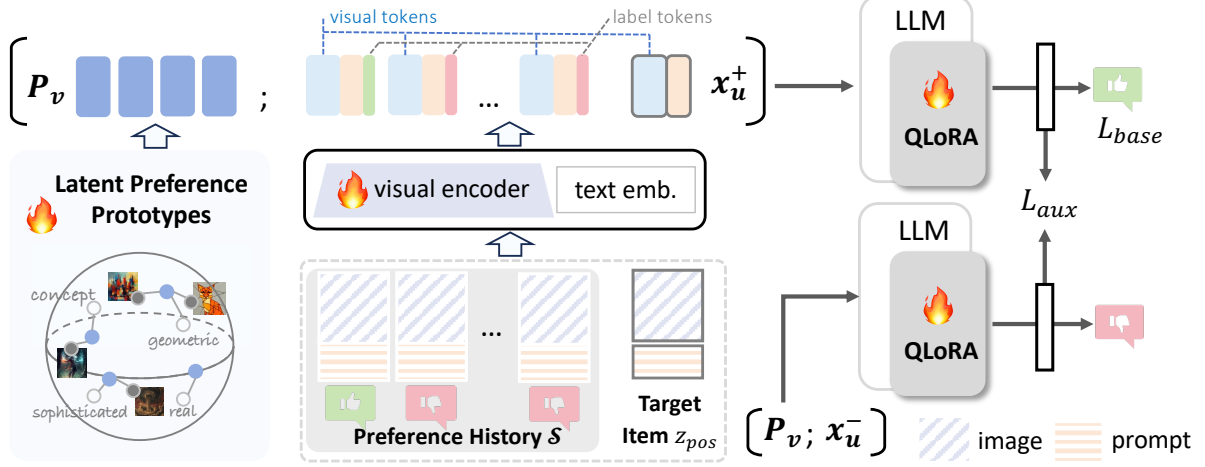 visual tokens
label tokens
P_v
;
...
x_u^+
Latent Preference
Prototypes
concept
geometric
sophisticated
real
visual encoder
text emb.
...
Preference History S
Target
Item z_pos
LLM
QLoRA
L_base
L_aux
LLM
QLoRA
[P_v; x_u^-]
image
prompt